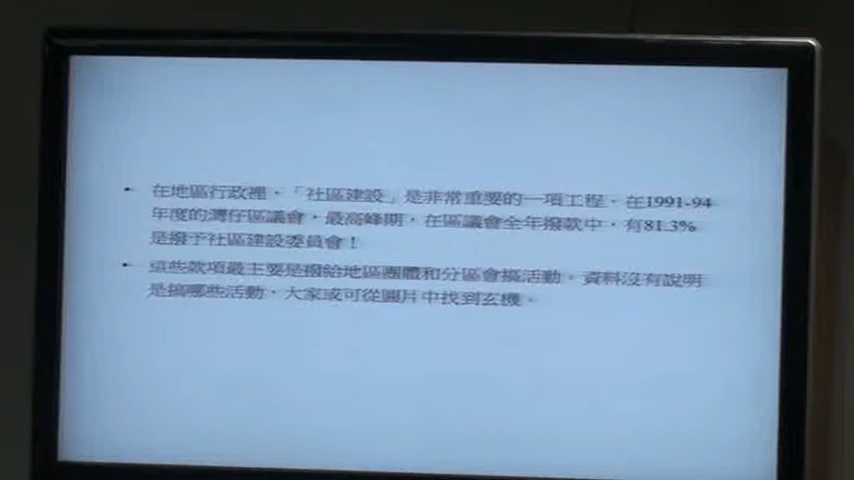 • 在地區行政裡，「社區建設」是非常重要的一項工程。在1991-94
年度的灣仔區議會，最高峰期，在區議會全年撥款中，有81.3%
是撥予社區建設委員會！
• 這些款項最主要是撥給地區團體和分區會搞活動。資料沒有說明
是搞哪些活動，大家或可從圖片中找到玄機。